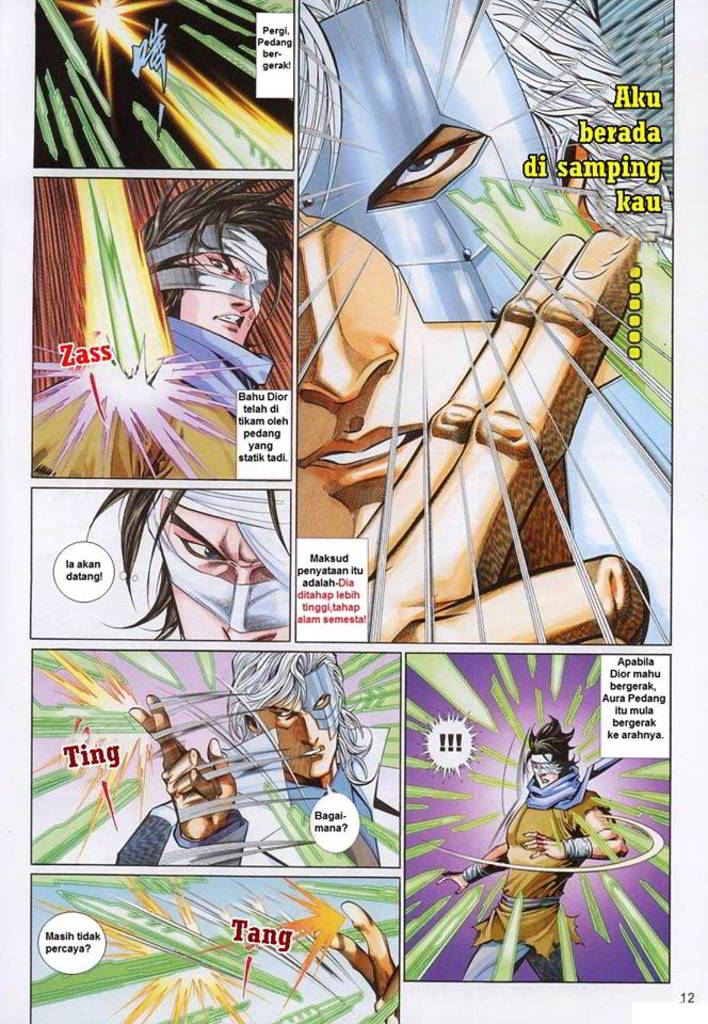 Pergi,
Pedang
ber-
gerak!
Aku
berada
di samping
kau
Zass
Bahu Dior
telah di
tikam oleh
pedang
yang
statik tadi.
Ia akan
datang!
Maksud
penyataan itu
adalah-Dia
ditahap lebih
tinggi,tahap
alam semesta!
Ting
Bagai-
mana?
!!!
Apabila
Dior mahu
bergerak,
Aura Pedang
itu mula
bergerak
ke arahnya.
Masih tidak
percaya?
Tang
12